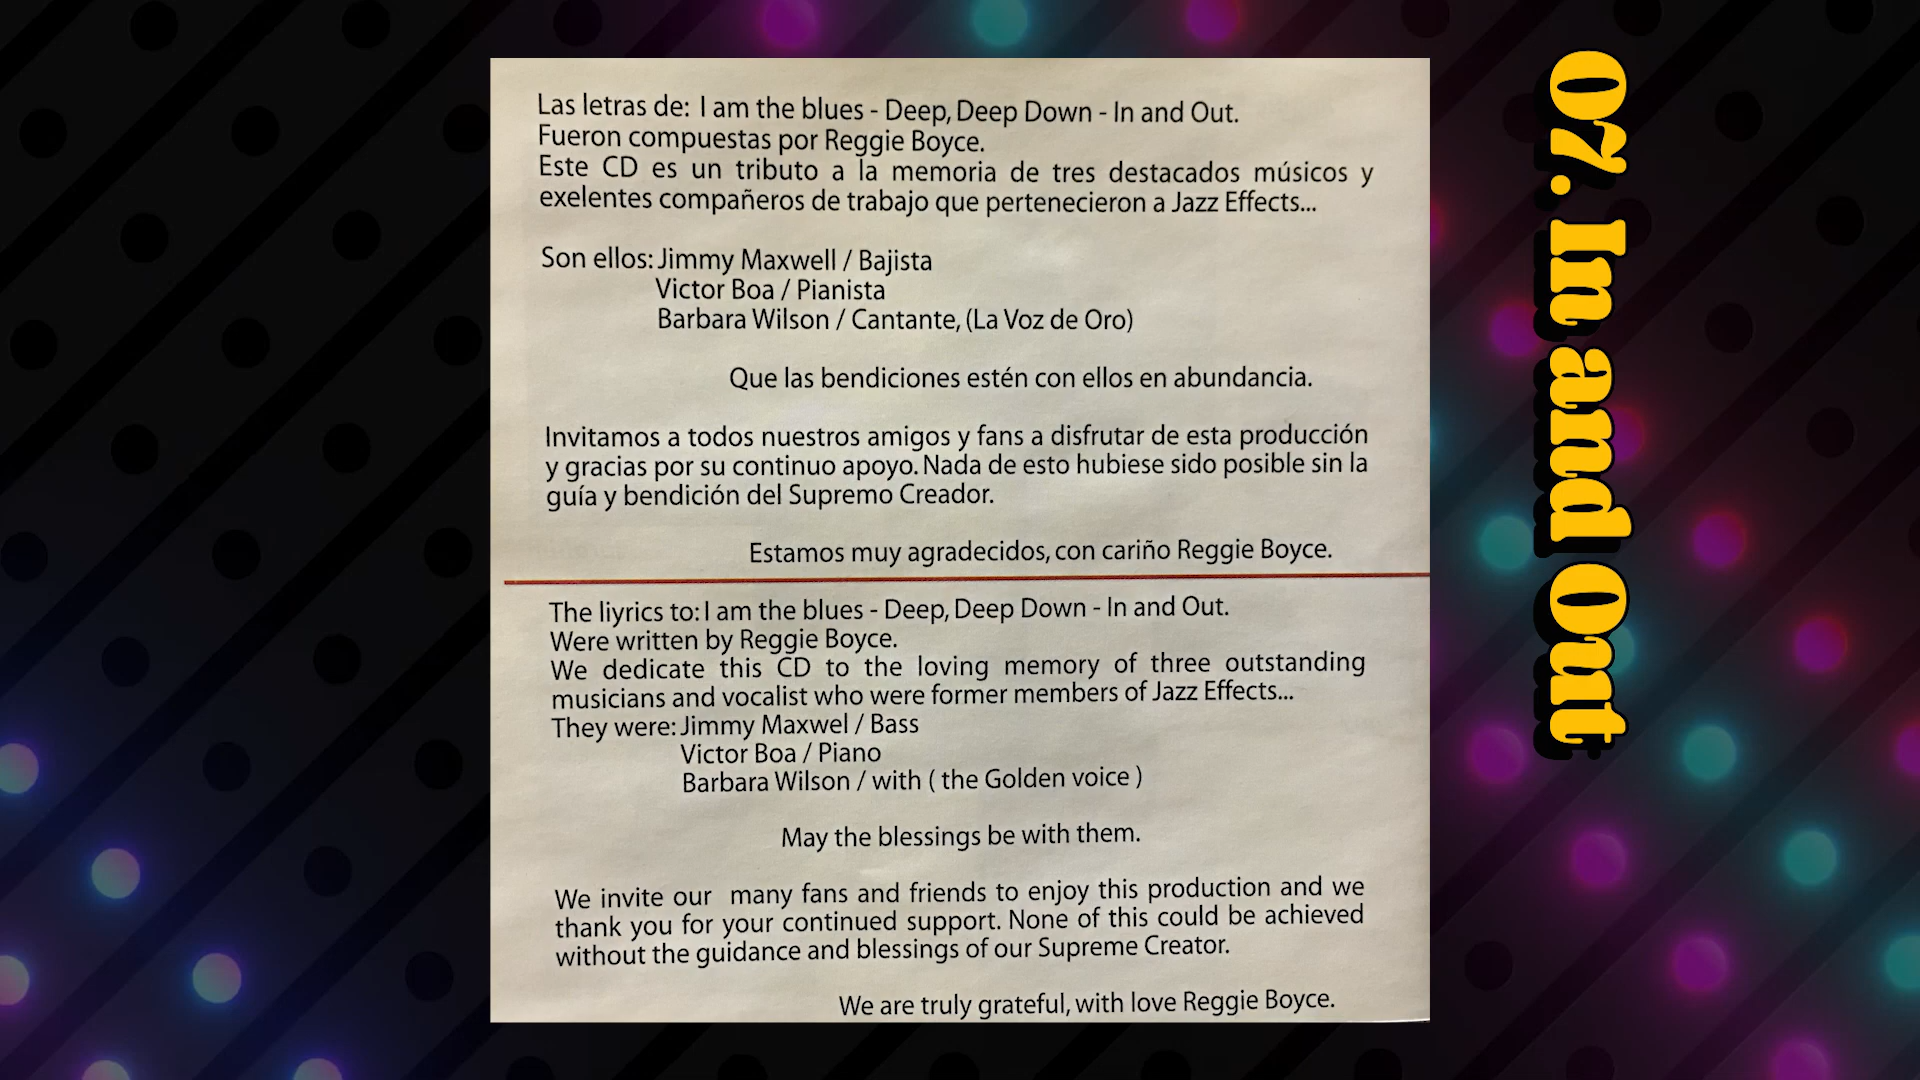 Las letras de: I am the blues - Deep, Deep Down - In and Out.
Fueron compuestas por Reggie Boyce.
Este CD es un tributo a la memoria de tres destacados músicos y
exelentes compañeros de trabajo que pertenecieron a Jazz Effects...
Son ellos: Jimmy Maxwell / Bajista
Victor Boa / Pianista
Barbara Wilson / Cantante, (La Voz de Oro)
Que las bendiciones estén con ellos en abundancia.
Invitamos a todos nuestros amigos y fans a disfrutar de esta producción
y gracias por su continuo apoyo. Nada de esto hubiese sido posible sin la
guía y bendición del Supremo Creador.
Estamos muy agradecidos, con cariño Reggie Boyce.
The liyrics to: I am the blues - Deep, Deep Down - In and Out.
Were written by Reggie Boyce.
We dedicate this CD to the loving memory of three outstanding
musicians and vocalist who were former members of Jazz Effects...
They were: Jimmy Maxwel / Bass
Victor Boa / Piano
Barbara Wilson / with ( the Golden voice )
May the blessings be with them.
We invite our many fans and friends to enjoy this production and we
thank you for your continued support. None of this could be achieved
without the guidance and blessings of our Supreme Creator.
We are truly grateful, with love Reggie Boyce.
07. In and Out